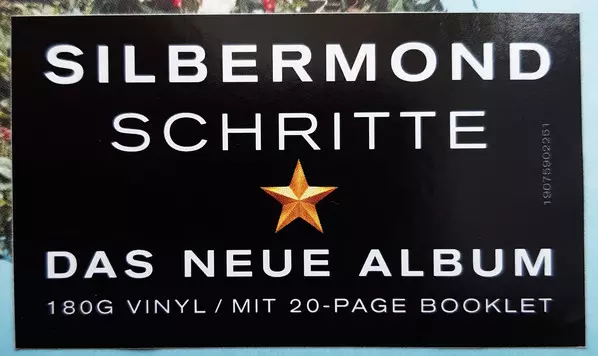 SILBERMOND
SCHRITTE
19075902251
DAS NEUE ALBUM
180G VINYL / MIT 20-PAGE BOOKLET